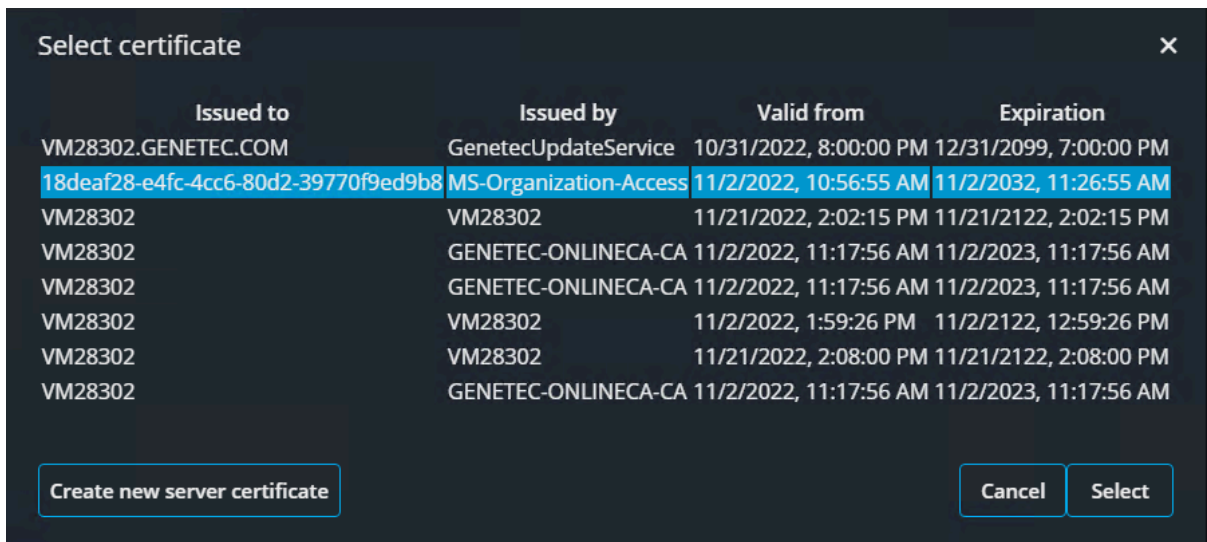 Select certificate ×
Issued to Issued by Valid from Expiration
VM28302.GENETEC.COM GenetecUpdateService 10/31/2022, 8:00:00 PM 12/31/2099, 7:00:00 PM
18deaf28-e4fc-4cc6-80d2-39770f9ed9b8 MS-Organization-Access 11/2/2022, 10:56:55 AM 11/2/2032, 11:26:55 AM
VM28302 VM28302 11/21/2022, 2:02:15 PM 11/21/2122, 2:02:15 PM
VM28302 GENETEC-ONLINECA-CA 11/2/2022, 11:17:56 AM 11/2/2023, 11:17:56 AM
VM28302 GENETEC-ONLINECA-CA 11/2/2022, 11:17:56 AM 11/2/2023, 11:17:56 AM
VM28302 VM28302 11/2/2022, 1:59:26 PM 11/2/2122, 12:59:26 PM
VM28302 VM28302 11/21/2022, 2:08:00 PM 11/21/2122, 2:08:00 PM
VM28302 GENETEC-ONLINECA-CA 11/2/2022, 11:17:56 AM 11/2/2023, 11:17:56 AM
Create new server certificate Cancel Select